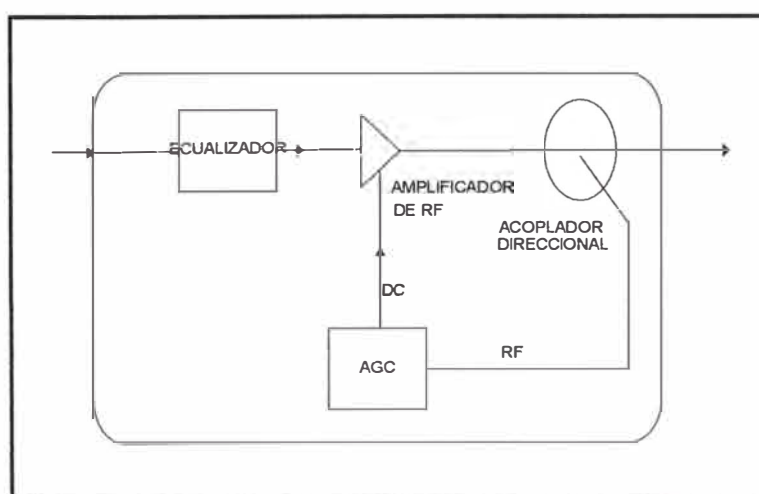 ECUALIZADOR
AMPLIFICADOR
DE RF
ACOPLADOR
DIRECCIONAL
DC
RF
AGC